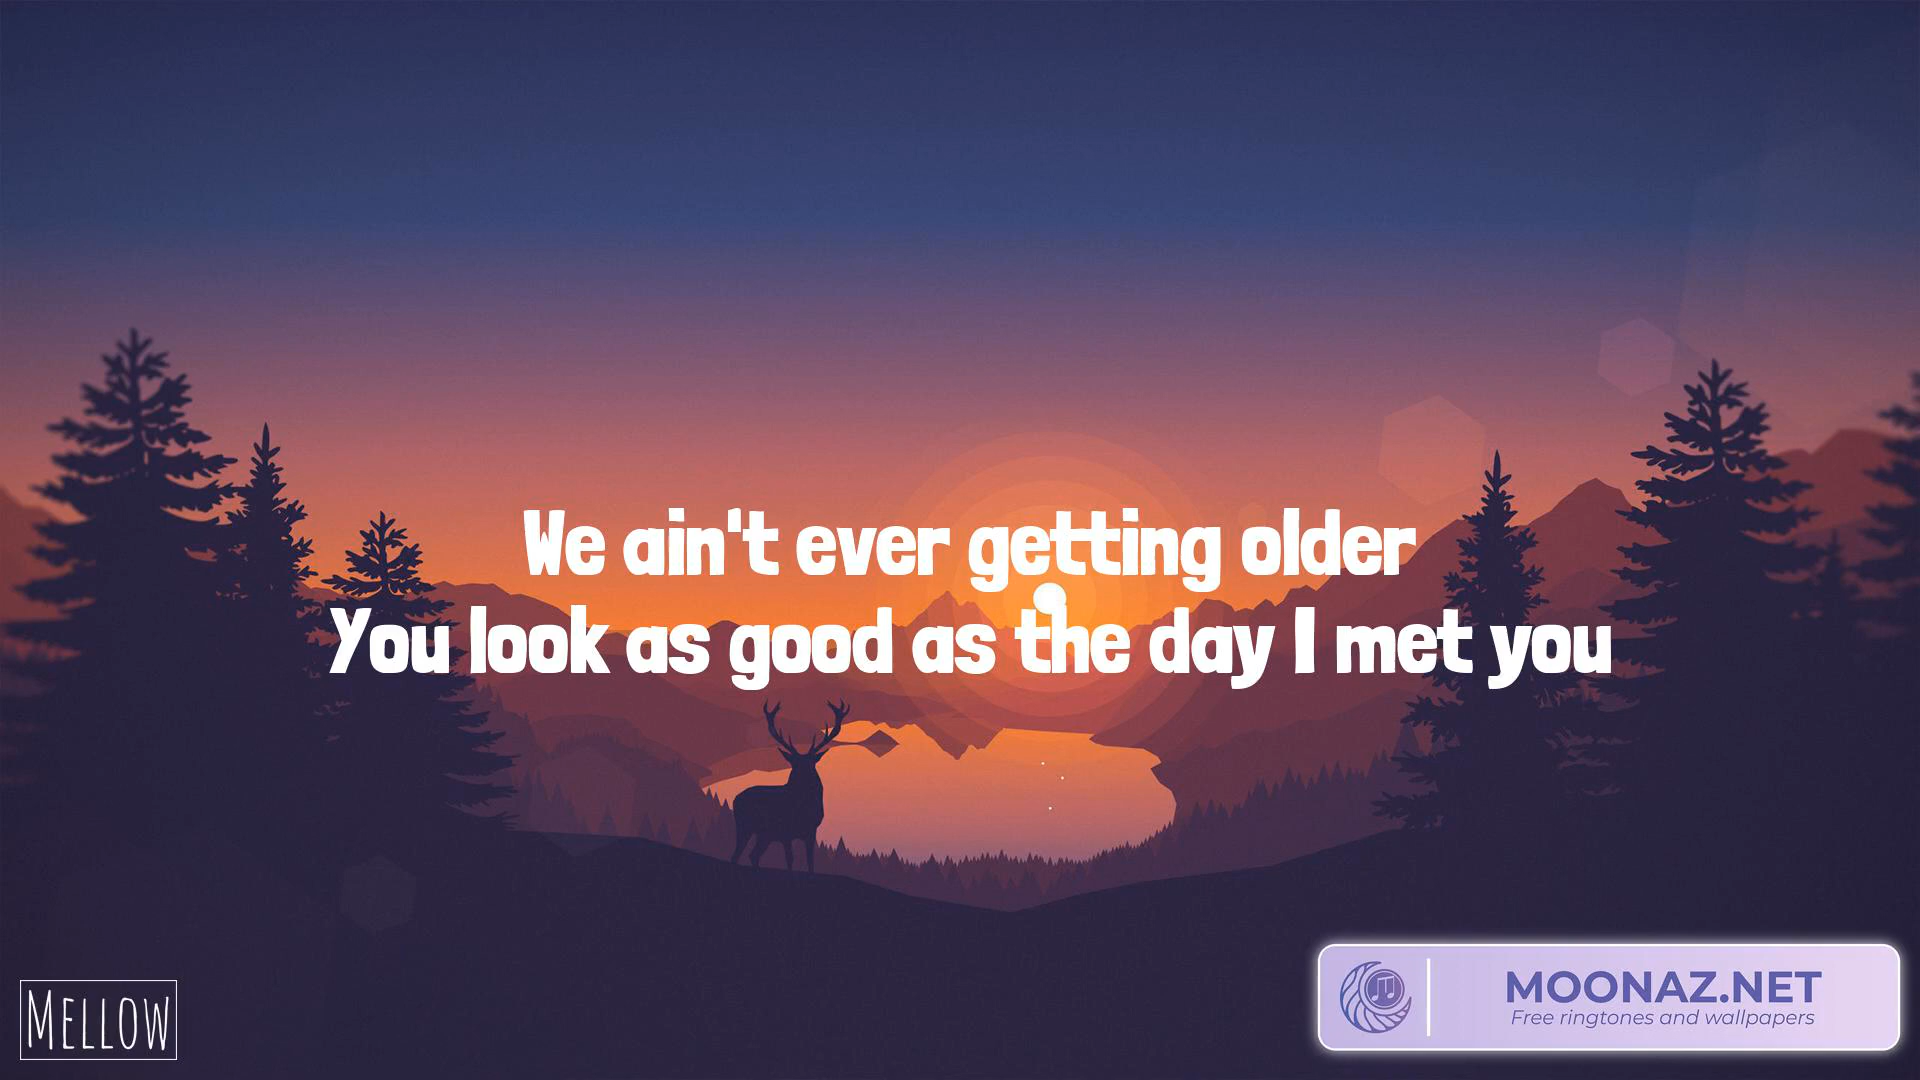 We ain't ever getting older
You look as good as the day I met you
MELLOW
MOONAZ.NET
Free ringtones and wallpapers